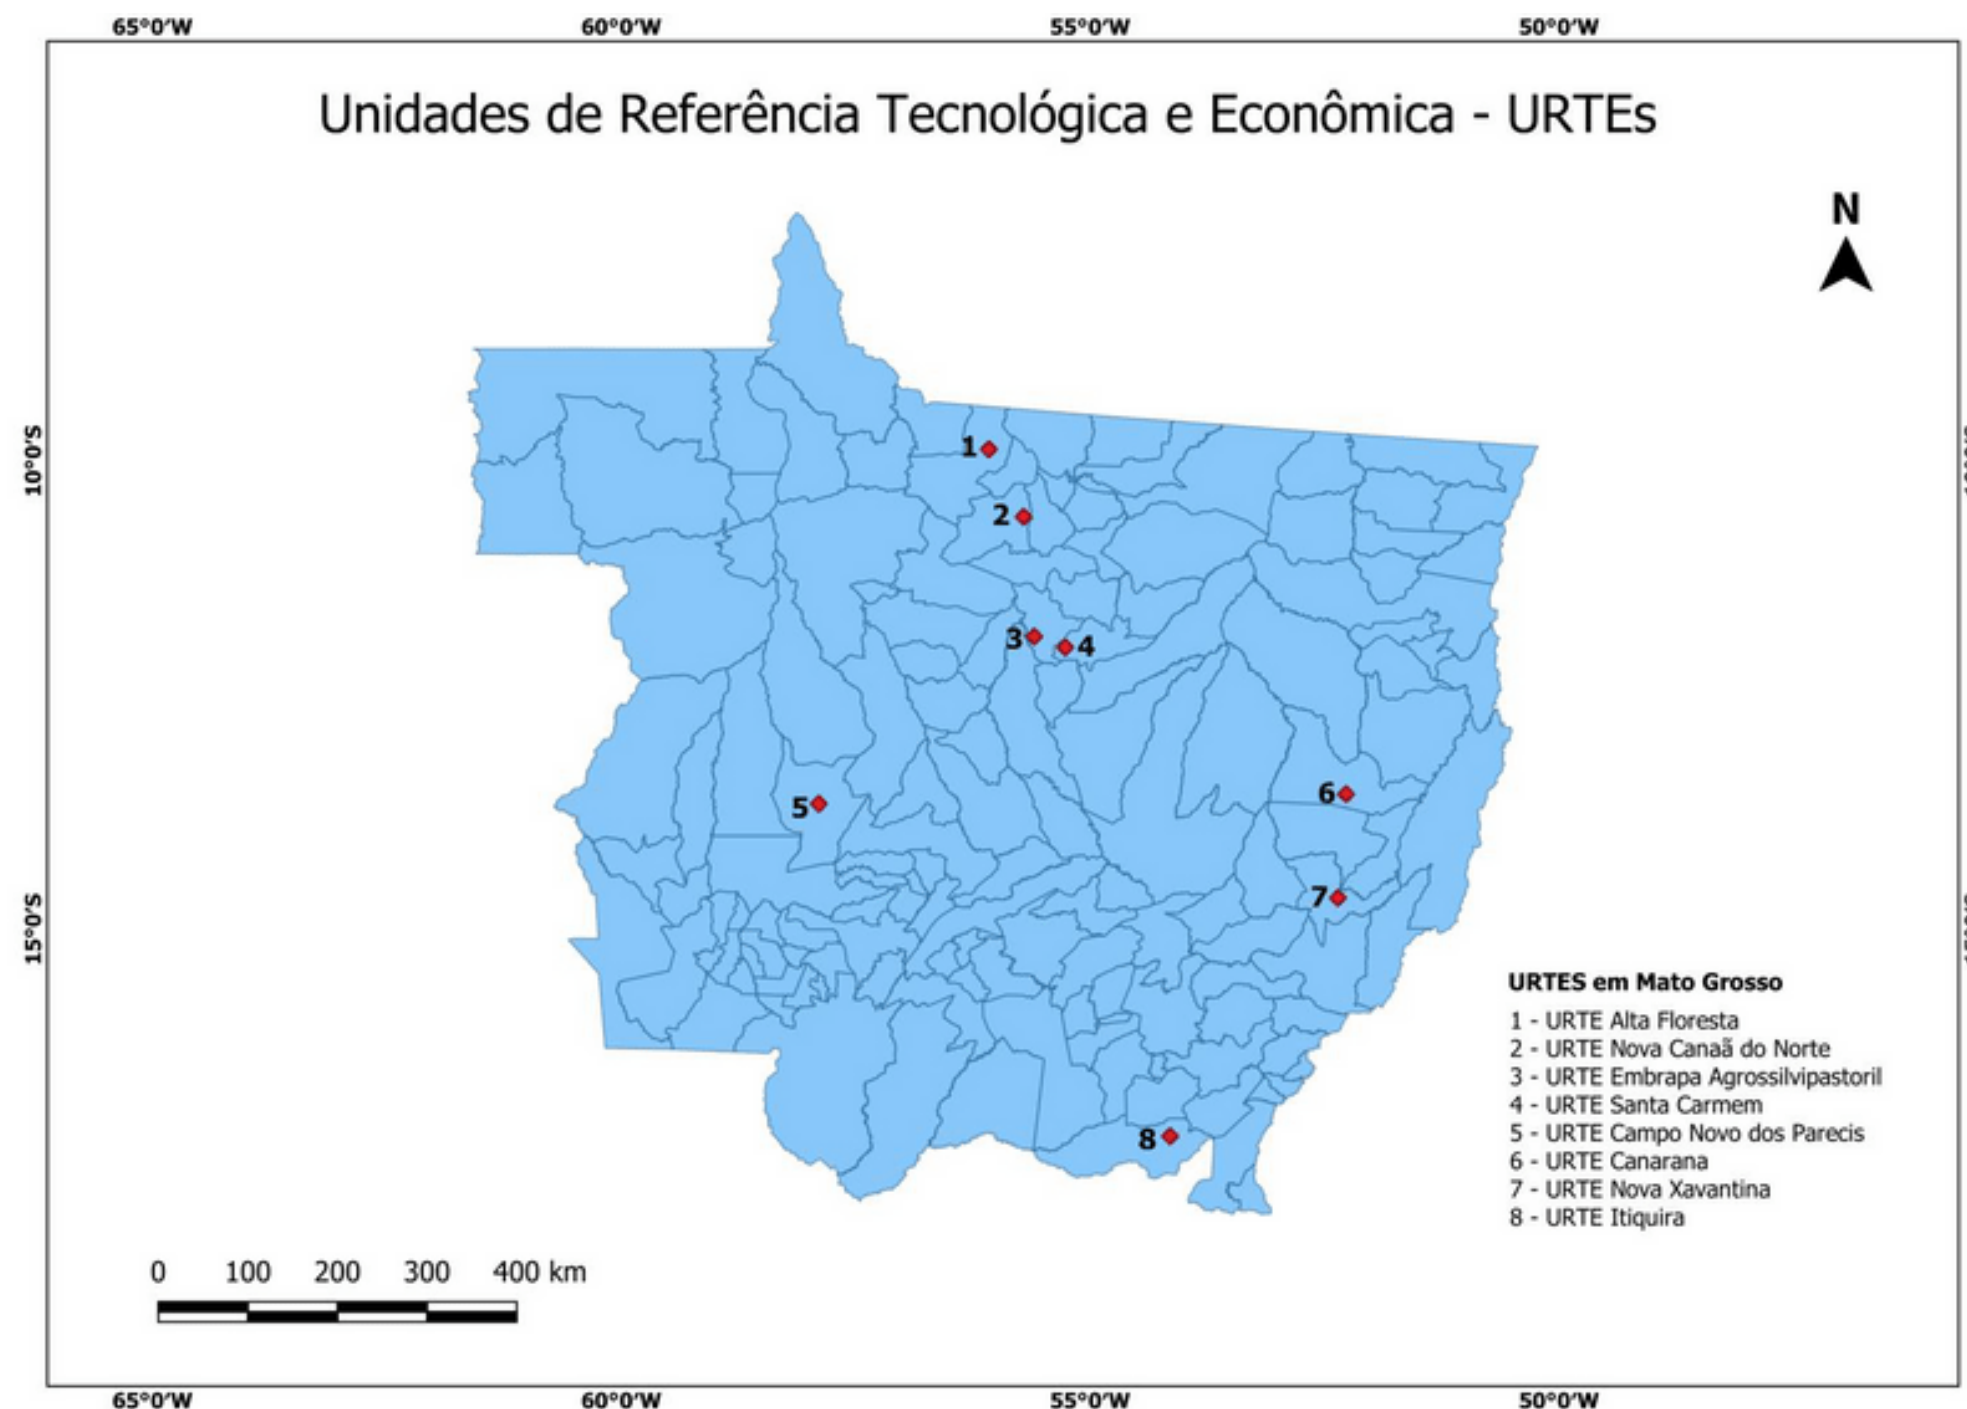 65°0'W 60°0'W 55°0'W 50°0'W
Unidades de Referência Tecnológica e Econômica - URTEs
N
10°0'S
1
2
3
4
5
6
7
15°0'S
8
URTES em Mato Grosso
1 - URTE Alta Floresta
2 - URTE Nova Canaã do Norte
3 - URTE Embrapa Agrossilvipastoril
4 - URTE Santa Carmem
5 - URTE Campo Novo dos Parecis
6 - URTE Canarana
7 - URTE Nova Xavantina
8 - URTE Itiquira
0 100 200 300 400 km
65°0'W 60°0'W 55°0'W 50°0'W